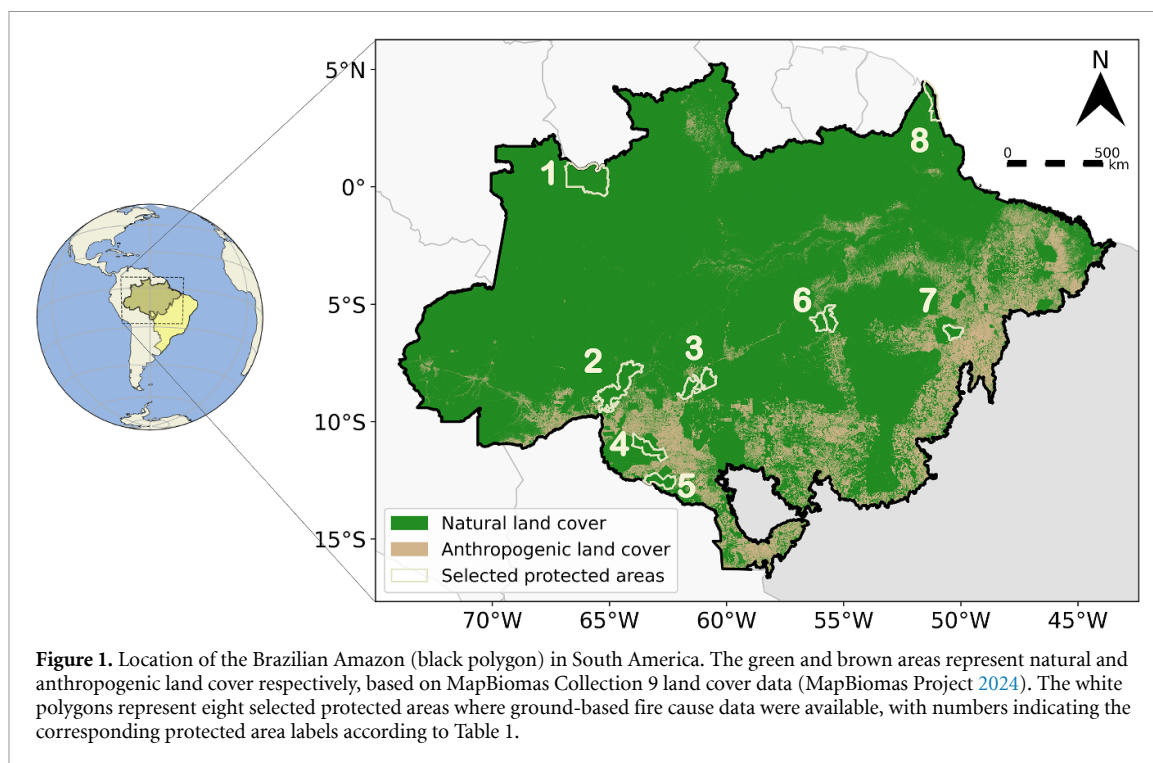 5°N
0°
5°S
10°S
15°S
N
0 500
km
8
1
6
7
2
3
4
5
Natural land cover
Anthropogenic land cover
Selected protected areas
70°W 65°W 60°W 55°W 50°W 45°W
Figure 1. Location of the Brazilian Amazon (black polygon) in South America. The green and brown areas represent natural and
anthropogenic land cover respectively, based on MapBiomas Collection 9 land cover data (MapBiomas Project 2024). The white
polygons represent eight selected protected areas where ground-based fire cause data were available, with numbers indicating the
corresponding protected area labels according to Table 1.